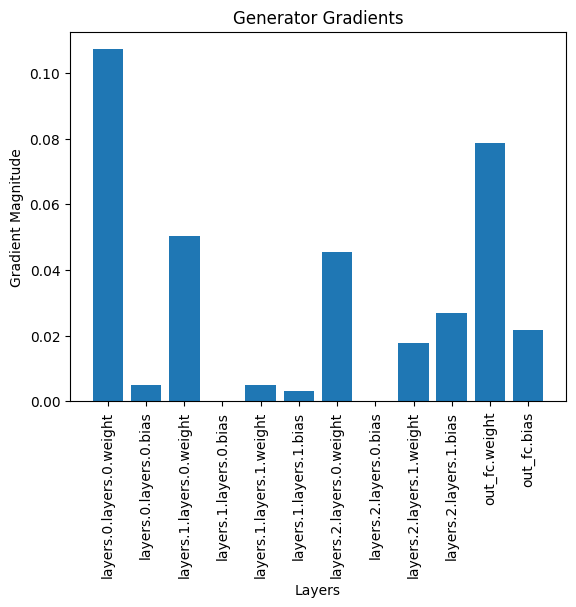 Generator Gradients
Gradient Magnitude
0.10
0.08
0.06
0.04
0.02
0.00
layers.0.layers.0.weight
layers.0.layers.0.bias
layers.1.layers.0.weight
layers.1.layers.0.bias
layers.1.layers.1.weight
layers.1.layers.1.bias
layers.2.layers.0.weight
layers.2.layers.0.bias
layers.2.layers.1.weight
layers.2.layers.1.bias
out_fc.weight
out_fc.bias
Layers